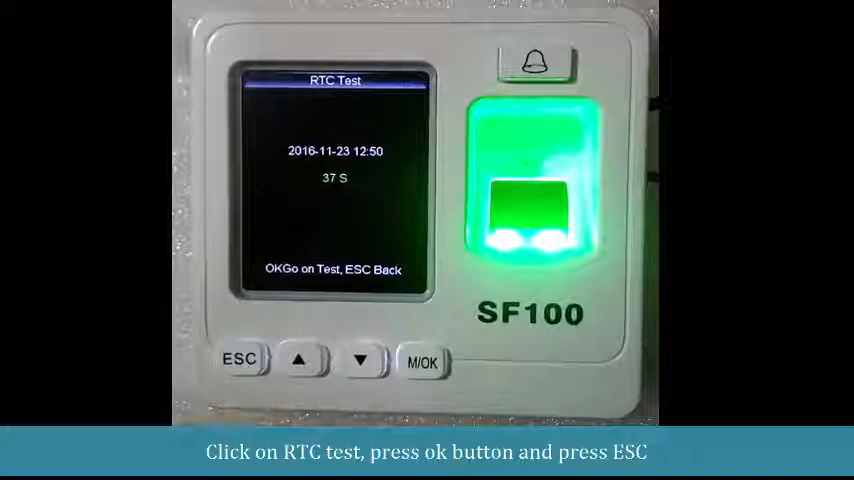 RTC Test
2016-11-23 12:50
37 S
OKGo on Test, ESC Back
SF100
ESC
M/OK
Click on RTC test, press ok button and press ESC